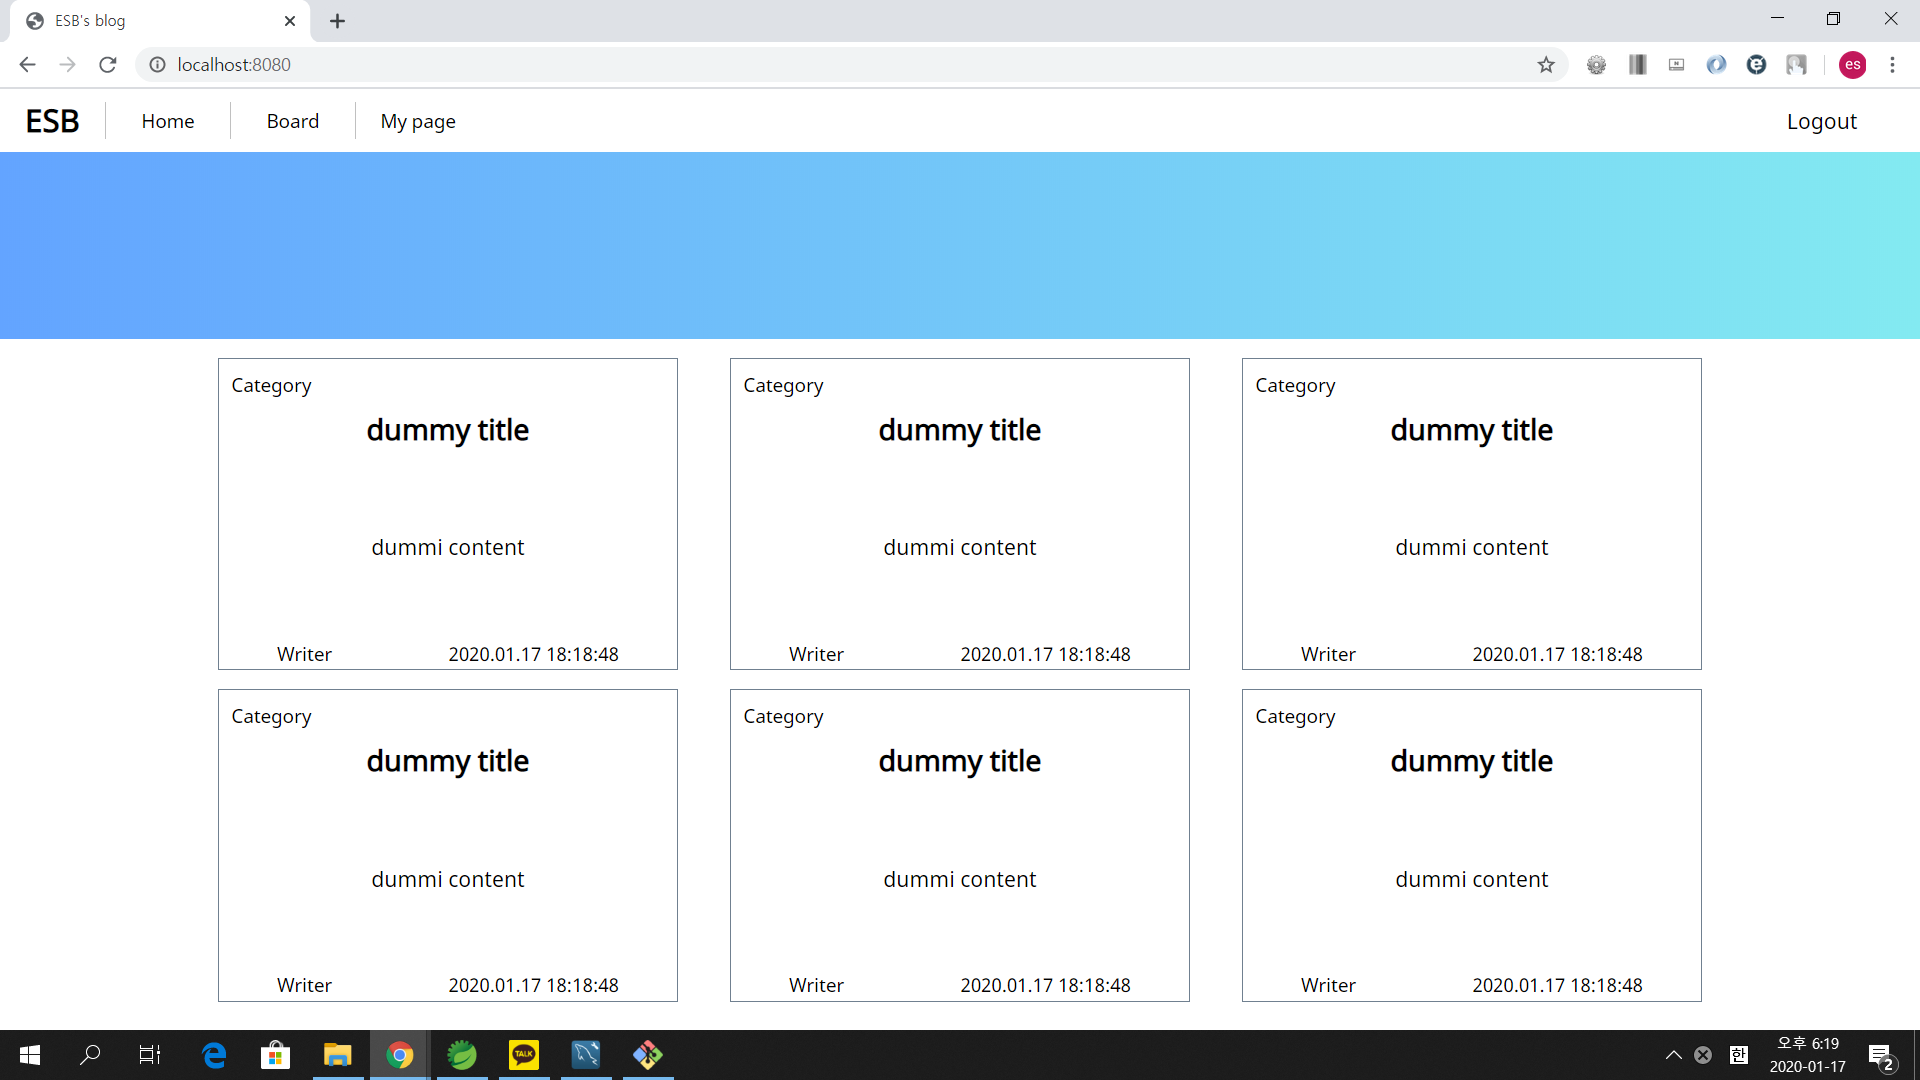 ESB's blog
localhost:8080
es
ESB Home Board My page Logout
Category
dummy title
dummi content
Writer 2020.01.17 18:18:48
Category
dummy title
dummi content
Writer 2020.01.17 18:18:48
Category
dummy title
dummi content
Writer 2020.01.17 18:18:48
Category
dummy title
dummi content
Writer 2020.01.17 18:18:48
Category
dummy title
dummi content
Writer 2020.01.17 18:18:48
Category
dummy title
dummi content
Writer 2020.01.17 18:18:48
TALK
한
오후 6:19
2020-01-17
2